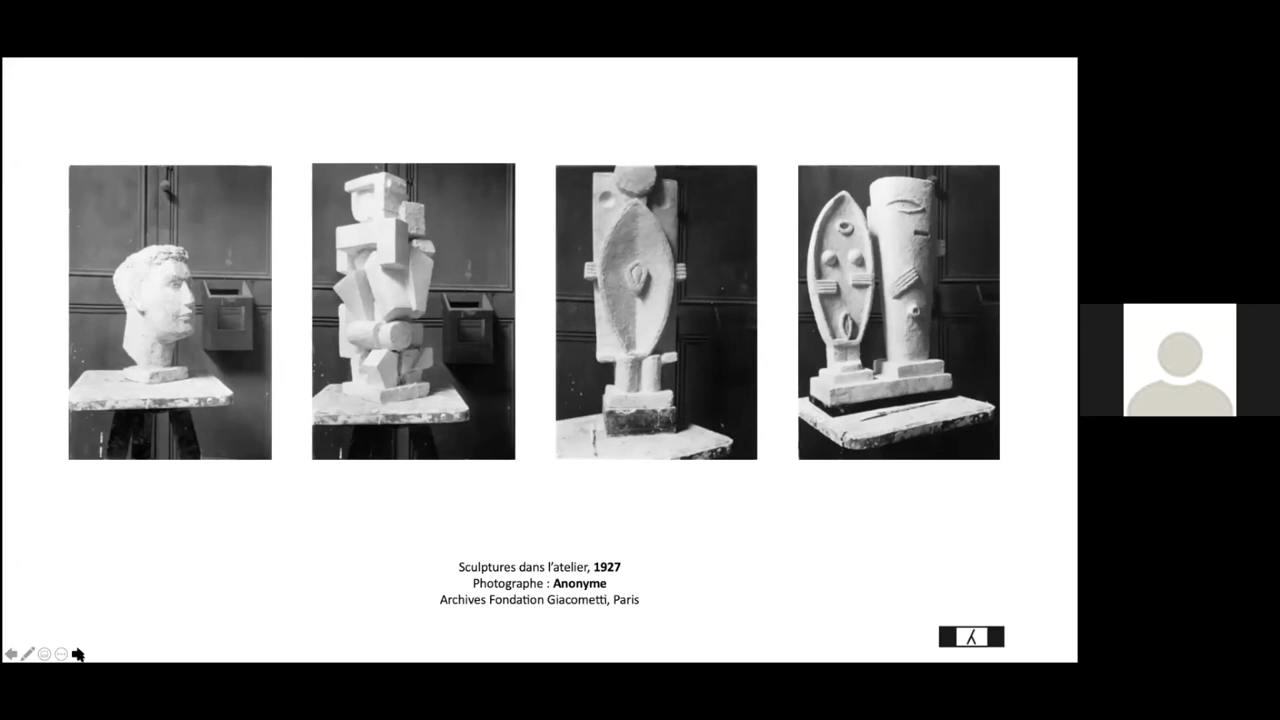 Sculptures dans l’atelier, 1927
Photographe : Anonyme
Archives Fondation Giacometti, Paris